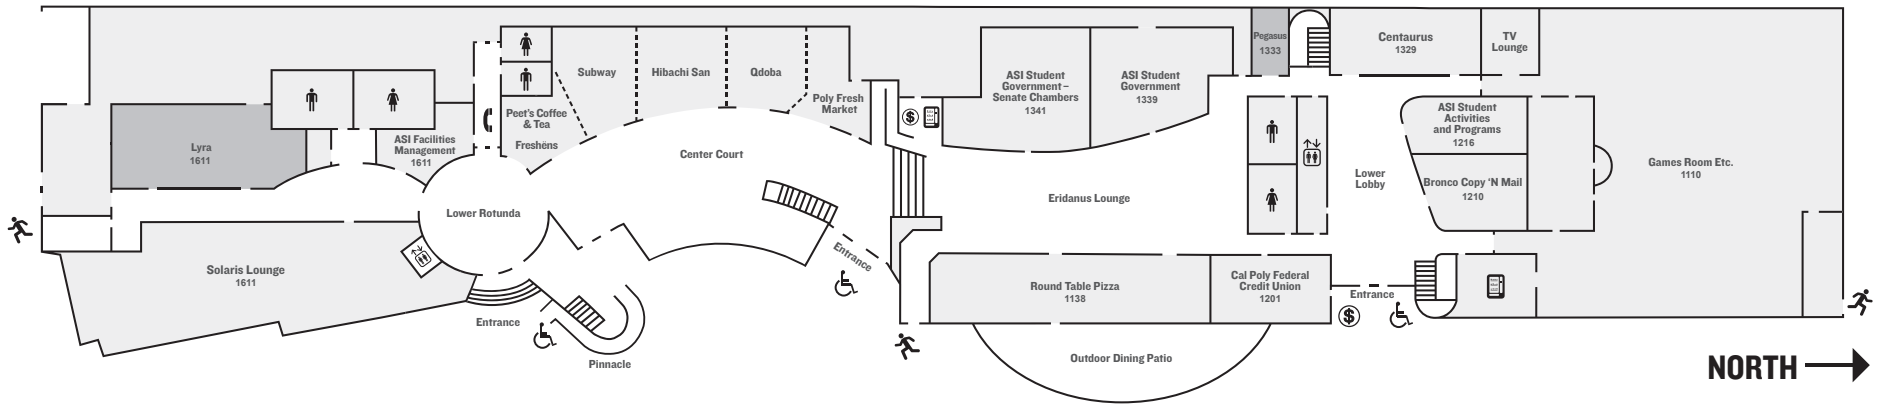 Pegasus
1333
Centaurus
1329
TV
Lounge
Subway
Hibachi San
Qdoba
Poly Fresh
Market
ASI Student
Government –
Senate Chambers
1341
ASI Student
Government
1339
Peet's Coffee
& Tea
Freshëns
$
Lyra
1611
ASI Facilities
Management
1611
Center Court
ASI Student
Activities
and Programs
1216
Games Room Etc.
1110
Lower
Lobby
Bronco Copy 'N Mail
1210
Eridanus Lounge
Lower Rotunda
Solaris Lounge
1611
Entrance
Round Table Pizza
1138
Cal Poly Federal
Credit Union
1201
Entrance
$
Entrance
Pinnacle
Outdoor Dining Patio
NORTH